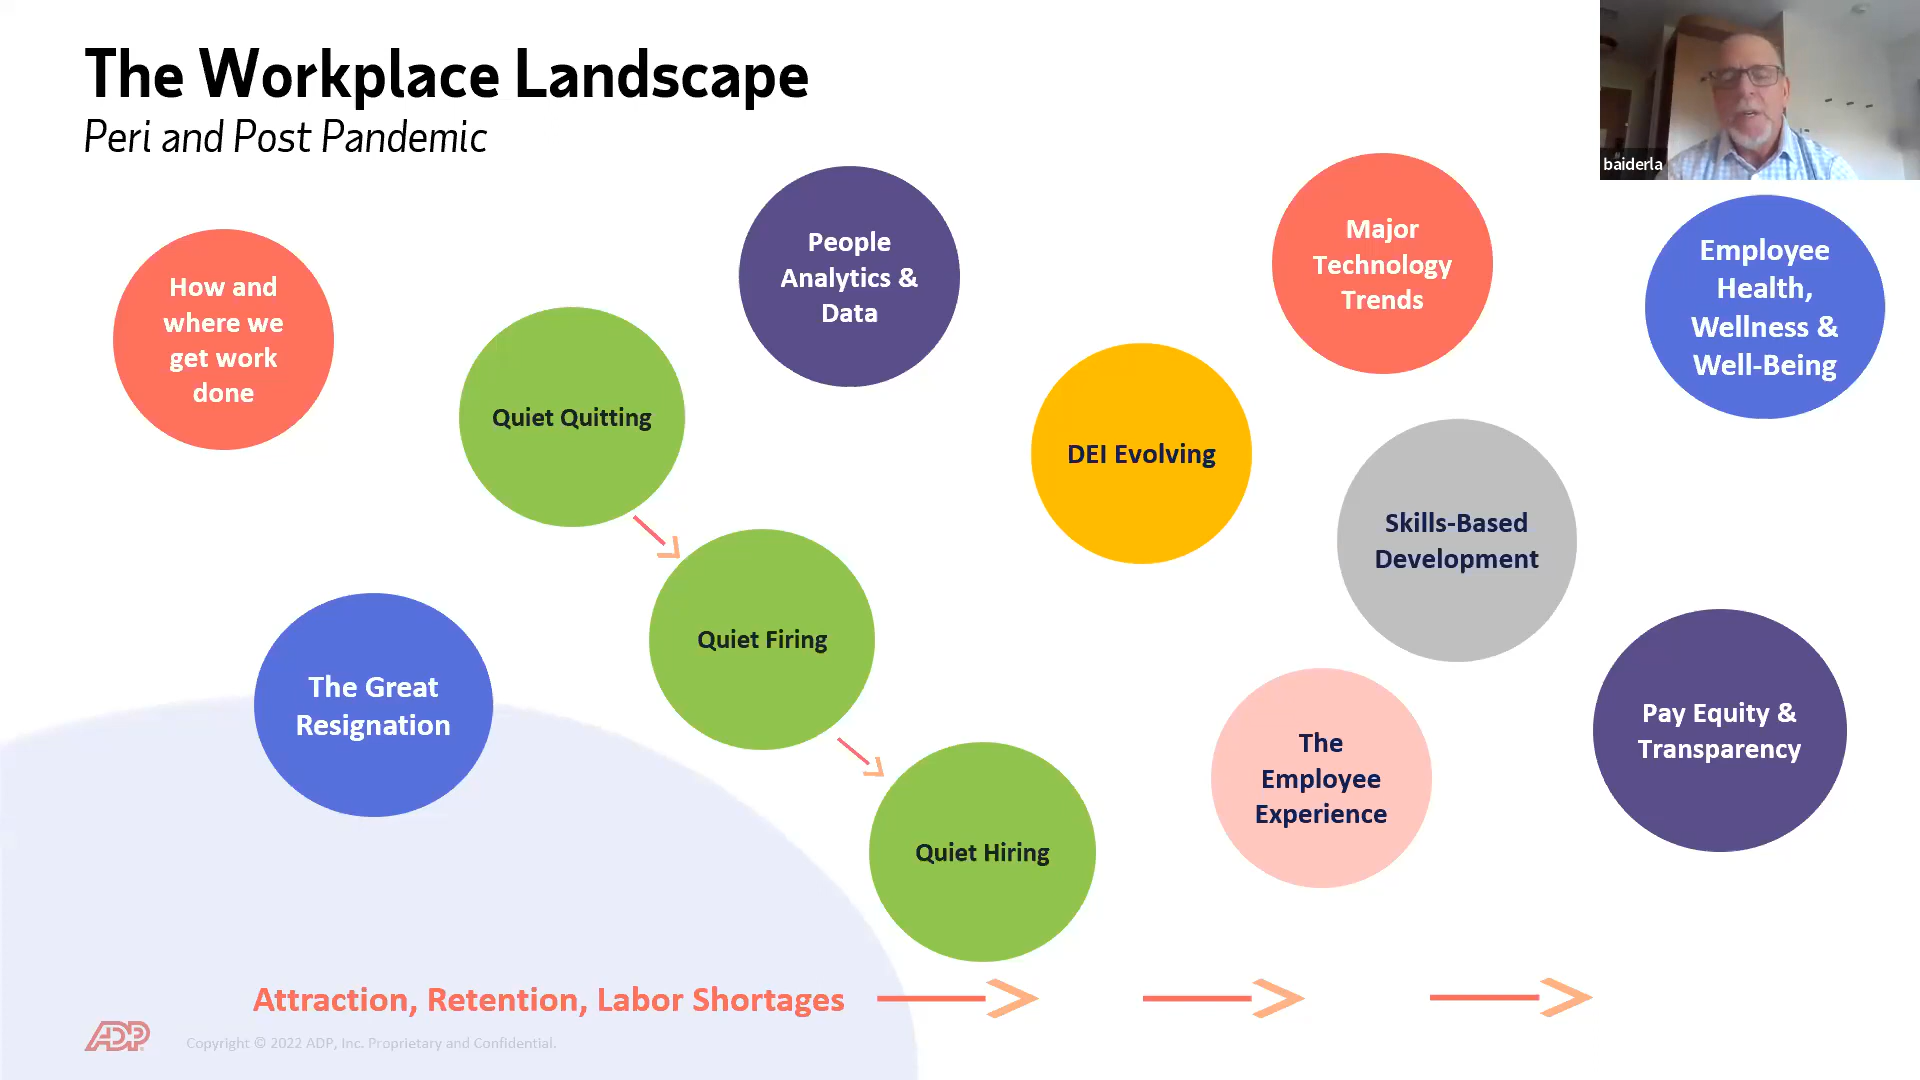 The Workplace Landscape
Peri and Post Pandemic
baiderla
How and
where we
get work
done
Quiet Quitting
People
Analytics &
Data
DEI Evolving
Major
Technology
Trends
Employee
Health,
Wellness &
Well-Being
Skills-Based
Development
The Great
Resignation
Quiet Firing
Quiet Hiring
The
Employee
Experience
Pay Equity &
Transparency
Attraction, Retention, Labor Shortages
ADP
Copyright © 2022 ADP, Inc. Proprietary and Confidential.